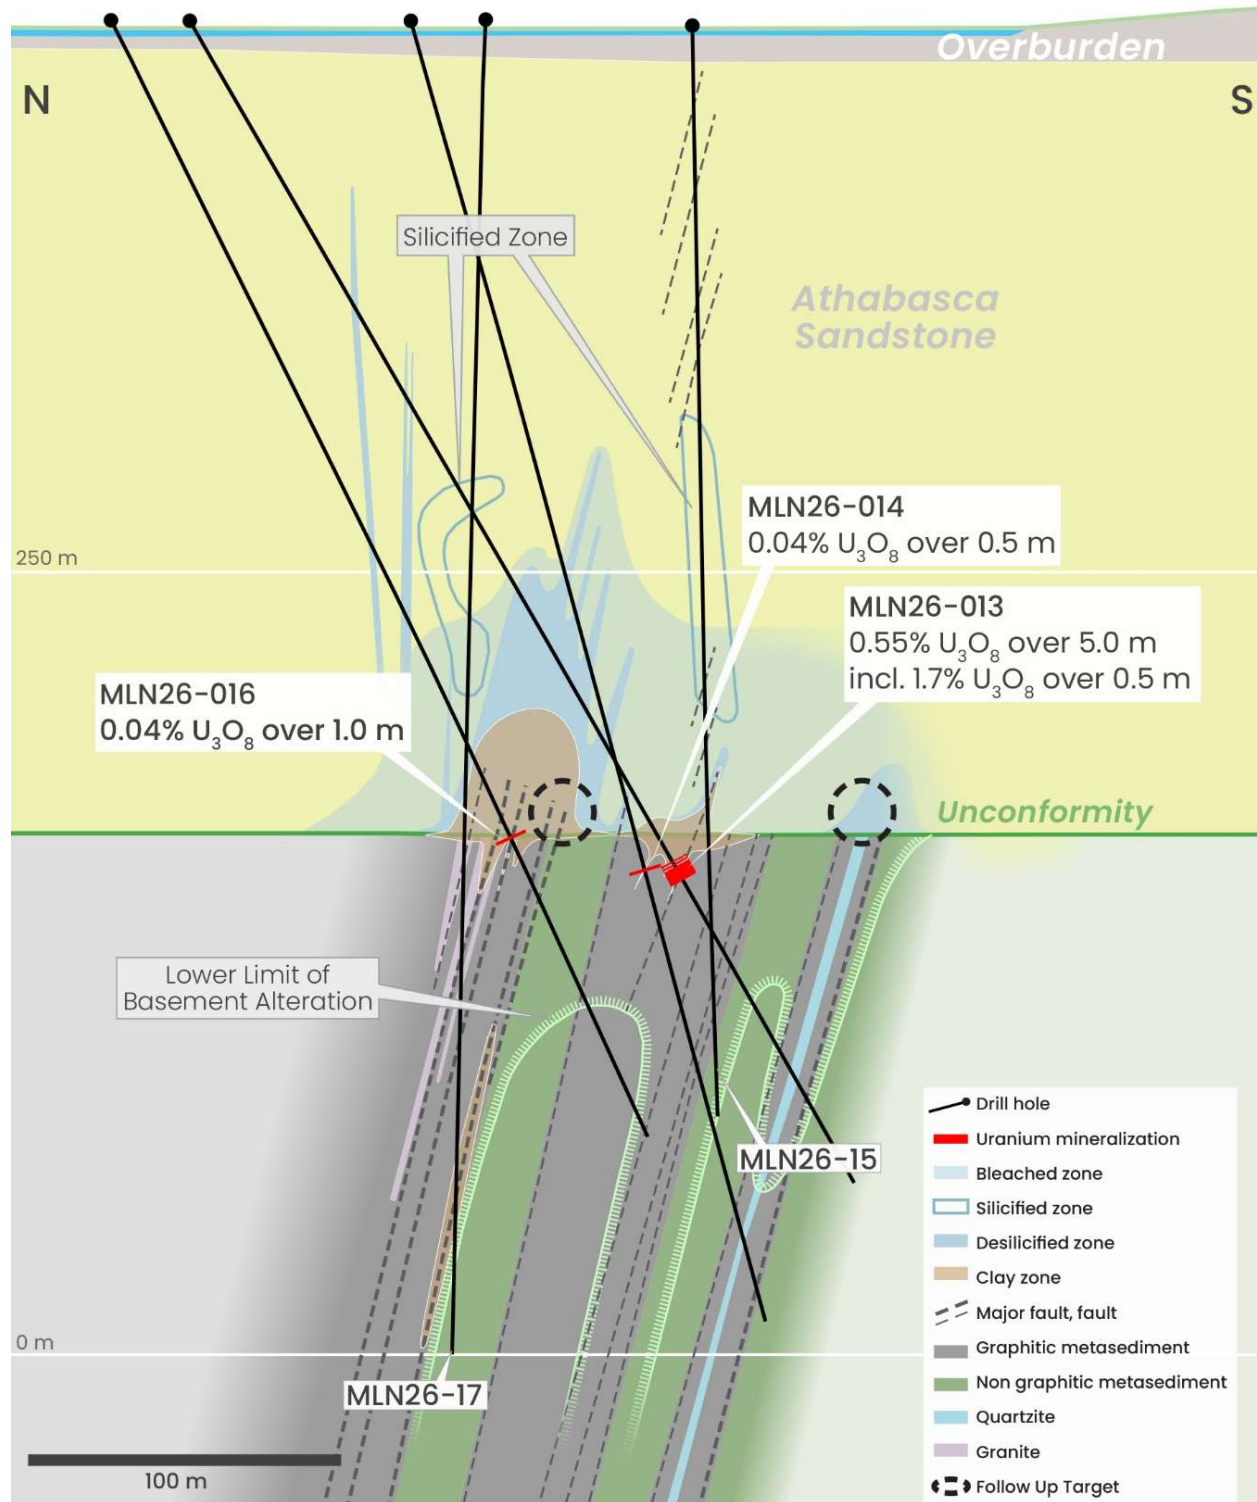 Overburden
N
S
Silicified Zone
Athabasca
Sandstone
MLN26-014
0.04% U₃O₈ over 0.5 m
250 m
MLN26-013
0.55% U₃O₈ over 5.0 m
incl. 1.7% U₃O₈ over 0.5 m
MLN26-016
0.04% U₃O₈ over 1.0 m
Unconformity
Lower Limit of
Basement Alteration
MLN26-15
0 m
MLN26-17
100 m
Drill hole
Uranium mineralization
Bleached zone
Silicified zone
Desilicified zone
Clay zone
Major fault, fault
Graphitic metasediment
Non graphitic metasediment
Quartzite
Granite
Follow Up Target